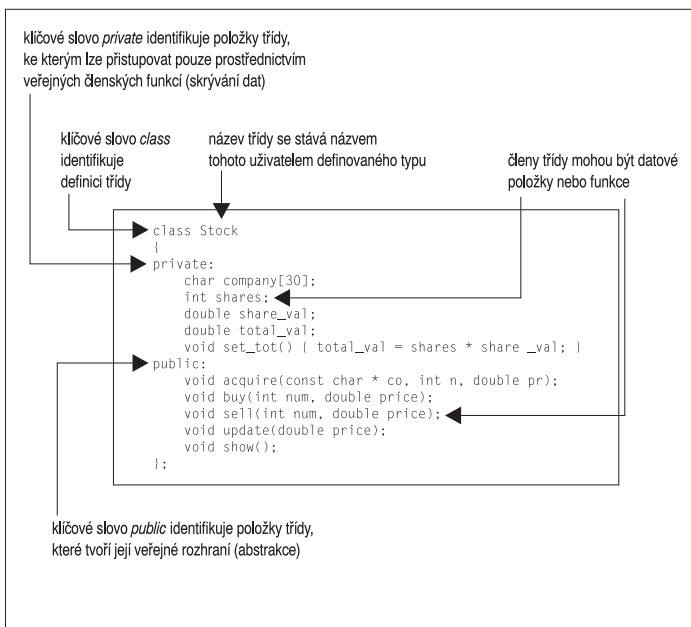 klíčové slovo private identifikuje položky třídy,
ke kterým lze přistupovat pouze prostřednictvím
veřejných členských funkcí (skrývání dat)
klíčové slovo class
identifikuje
definici třídy
název třídy se stává názvem
tohoto uživatelem definovaného typu
členy třídy mohou být datové
položky nebo funkce
class Stock
{
private:
    char company[30];
    int shares;
    double share_val;
    double total_val;
    void set_tot() { total_val = shares * share _val; }
public:
    void acquire(const char * co, int n, double pr);
    void buy(int num, double price);
    void sell(int num, double price);
    void update(double price);
    void show();
};
klíčové slovo public identifikuje položky třídy,
které tvoří její veřejné rozhraní (abstrakce)